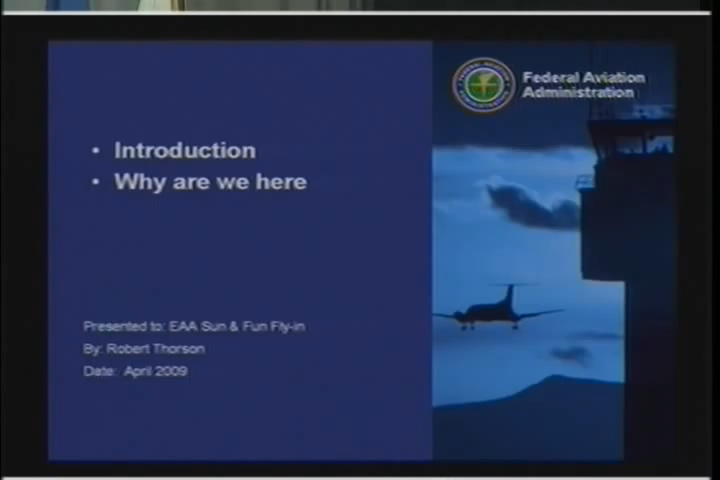 Federal Aviation
Administration
• Introduction
• Why are we here
Presented to: EAA Sun & Fun Fly-in
By: Robert Thorson
Date: April 2009